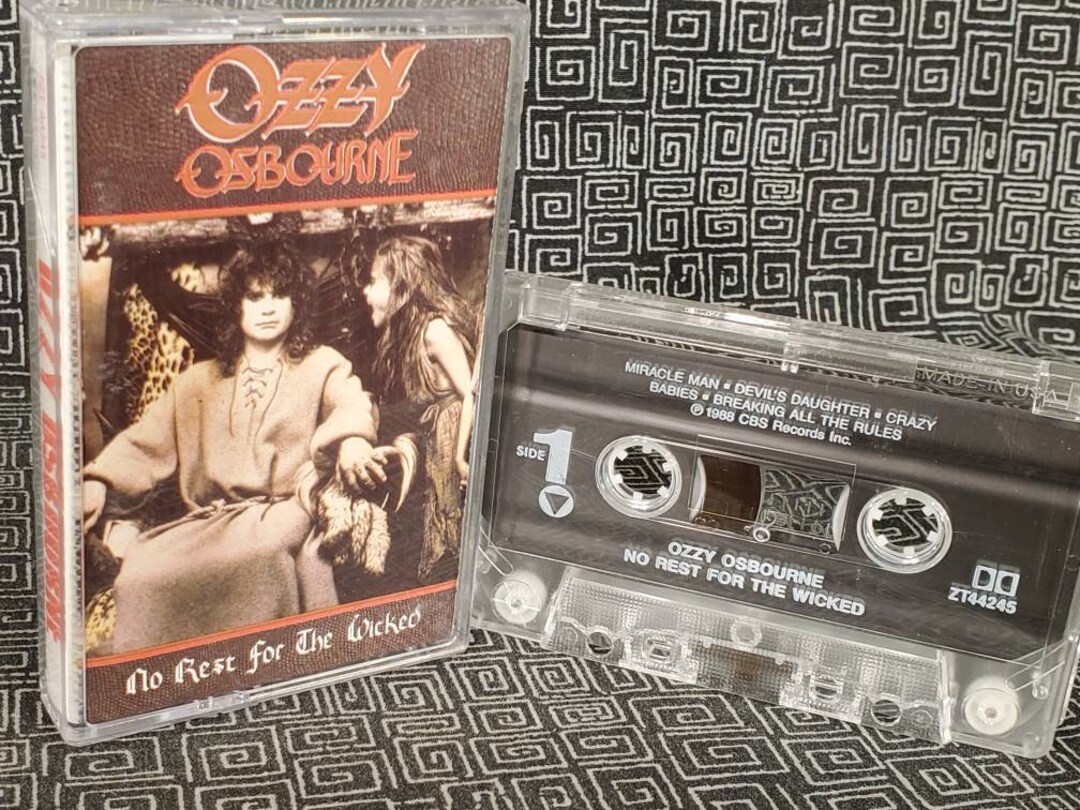 OZZY
OSBOURNE
No Rest for The Wicked
OZZY OSBOURNE
MADE IN USA
MIRACLE MAN ▪ DEVIL'S DAUGHTER ▪ CRAZY
BABIES ▪ BREAKING ALL THE RULES
℗ 1988 CBS Records Inc.
SIDE 1
OZZY OSBOURNE
NO REST FOR THE WICKED
ZT44245